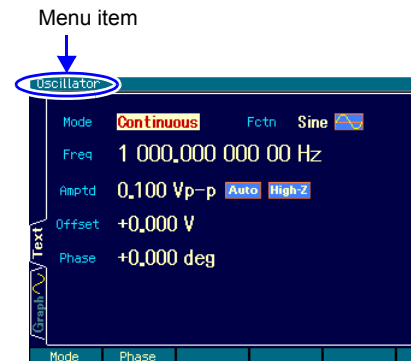 Menu item
Oscillator
Mode Continuous Fctn Sine
Freq 1 000.000 000 00 Hz
Amptd 0.100 Vp-p Auto High-Z
Offset +0.000 V
Phase +0.000 deg
Text
Graph
Mode Phase